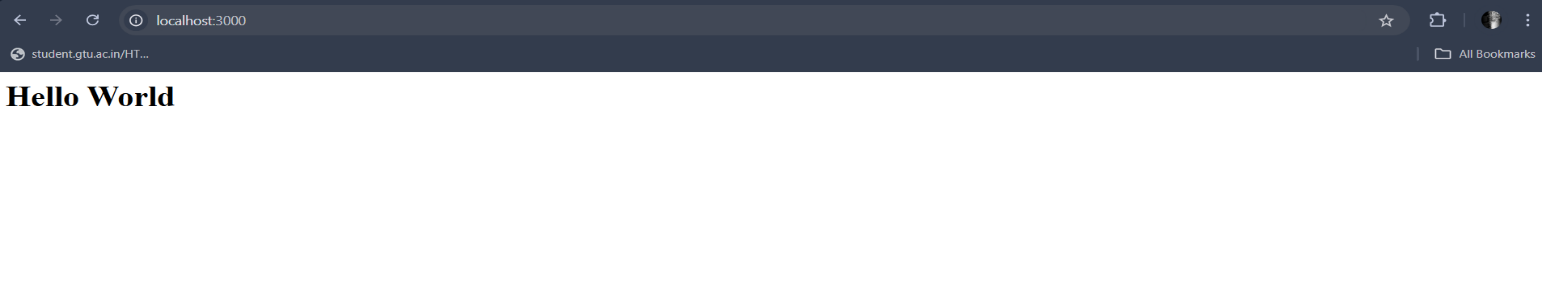 localhost:3000
student.gtu.ac.in/HT...
All Bookmarks
Hello World